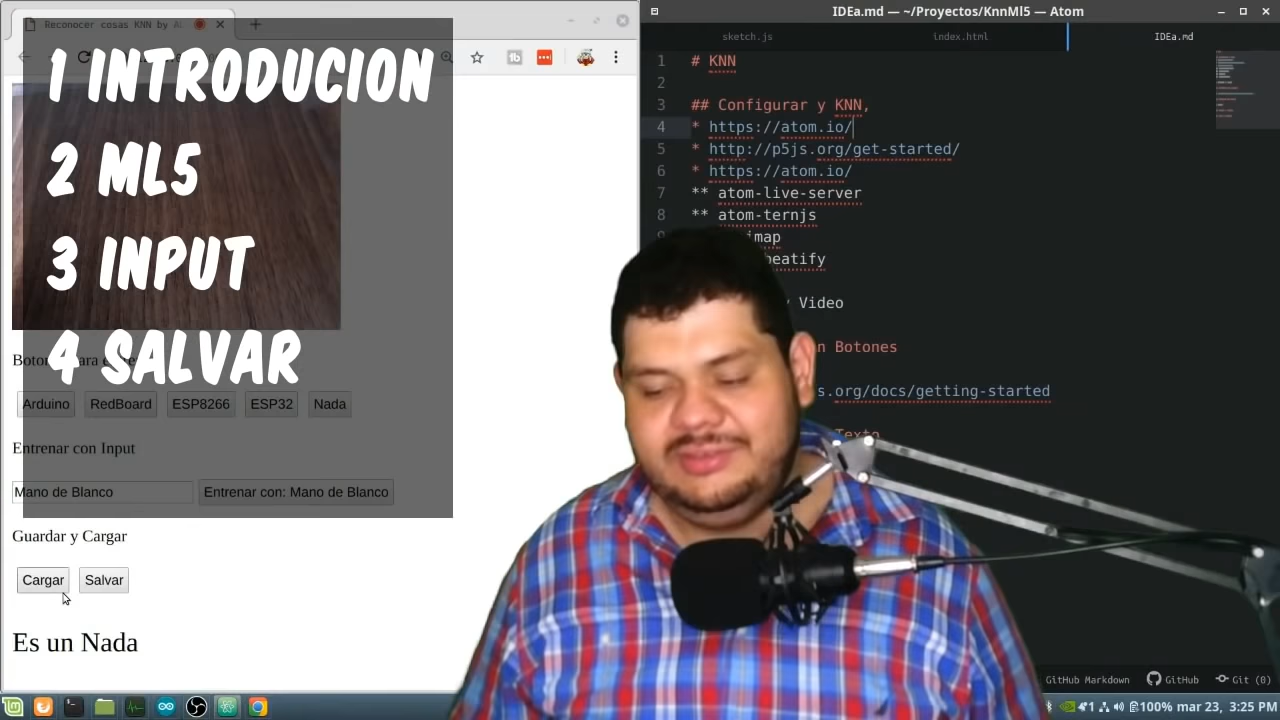 Reconocer cosas KNN by
1 INTRODUCION
2 ML5
3 INPUT
4 SALVAR
Arduino RedBoard ESP8266 ESP32 Nada
Entrenar con Input
Mano de Blanco Entrenar con: Mano de Blanco
Guardar y Cargar
Cargar Salvar
Es un Nada
IDEa.md — ~/Proyectos/KnnMl5 — Atom
sketch.js index.html IDEa.md
1 # KNN
2
3 ## Configurar y KNN,
4 * https://atom.io/
5 * http://p5js.org/get-started/
6 * https://atom.io/
7 ** atom-live-server
8 ** atom-ternjs
imap
eatify
y Video
n Botones
s.org/docs/getting-started
Texto
GitHub Markdown GitHub Git (0)
100% mar 23, 3:25 PM